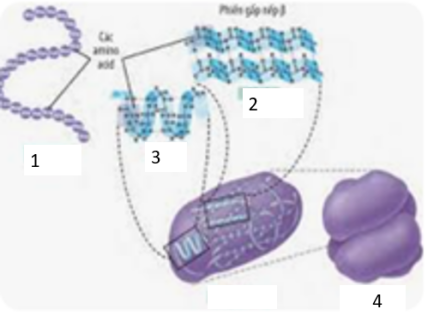 Phiến gấp nếp β
Các
amino
acid
1
3
2
4